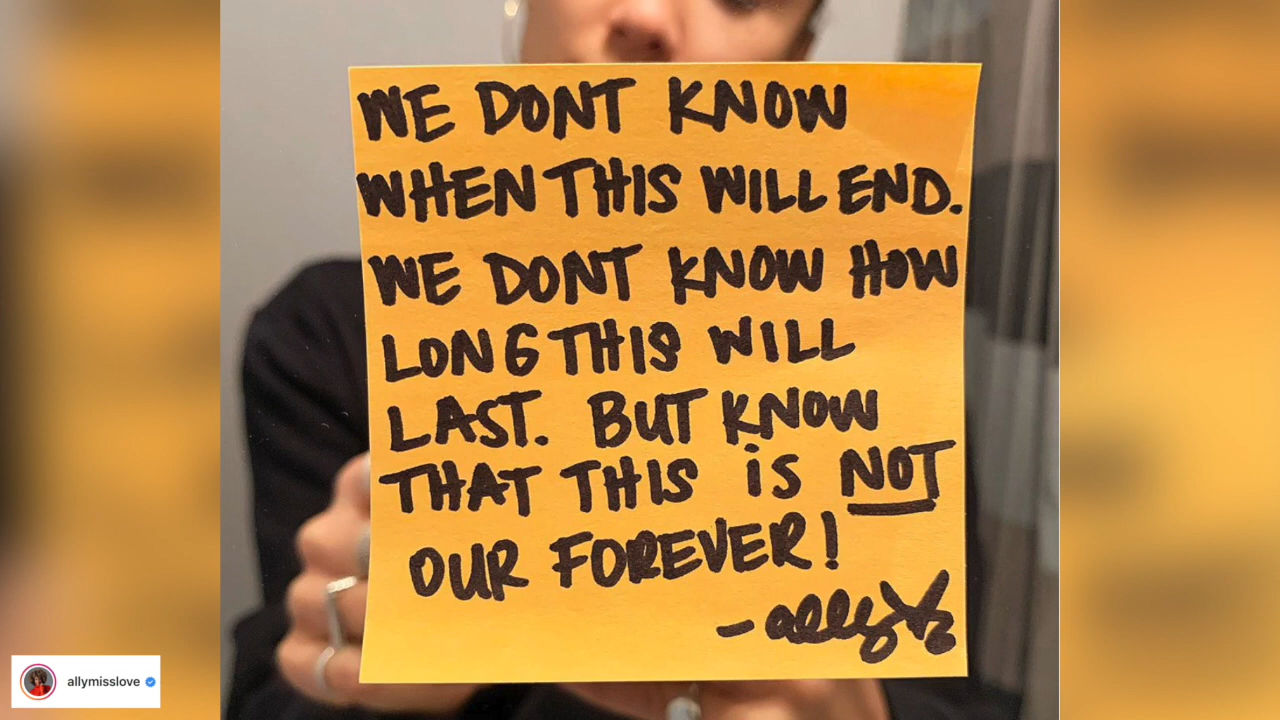 WE DONT KNOW
WHEN THIS WILL END.
WE DONT KNOW HOW
LONG THIS WILL
LAST. BUT KNOW
THAT THIS IS NOT
OUR FOREVER!
- ally
allymisslove